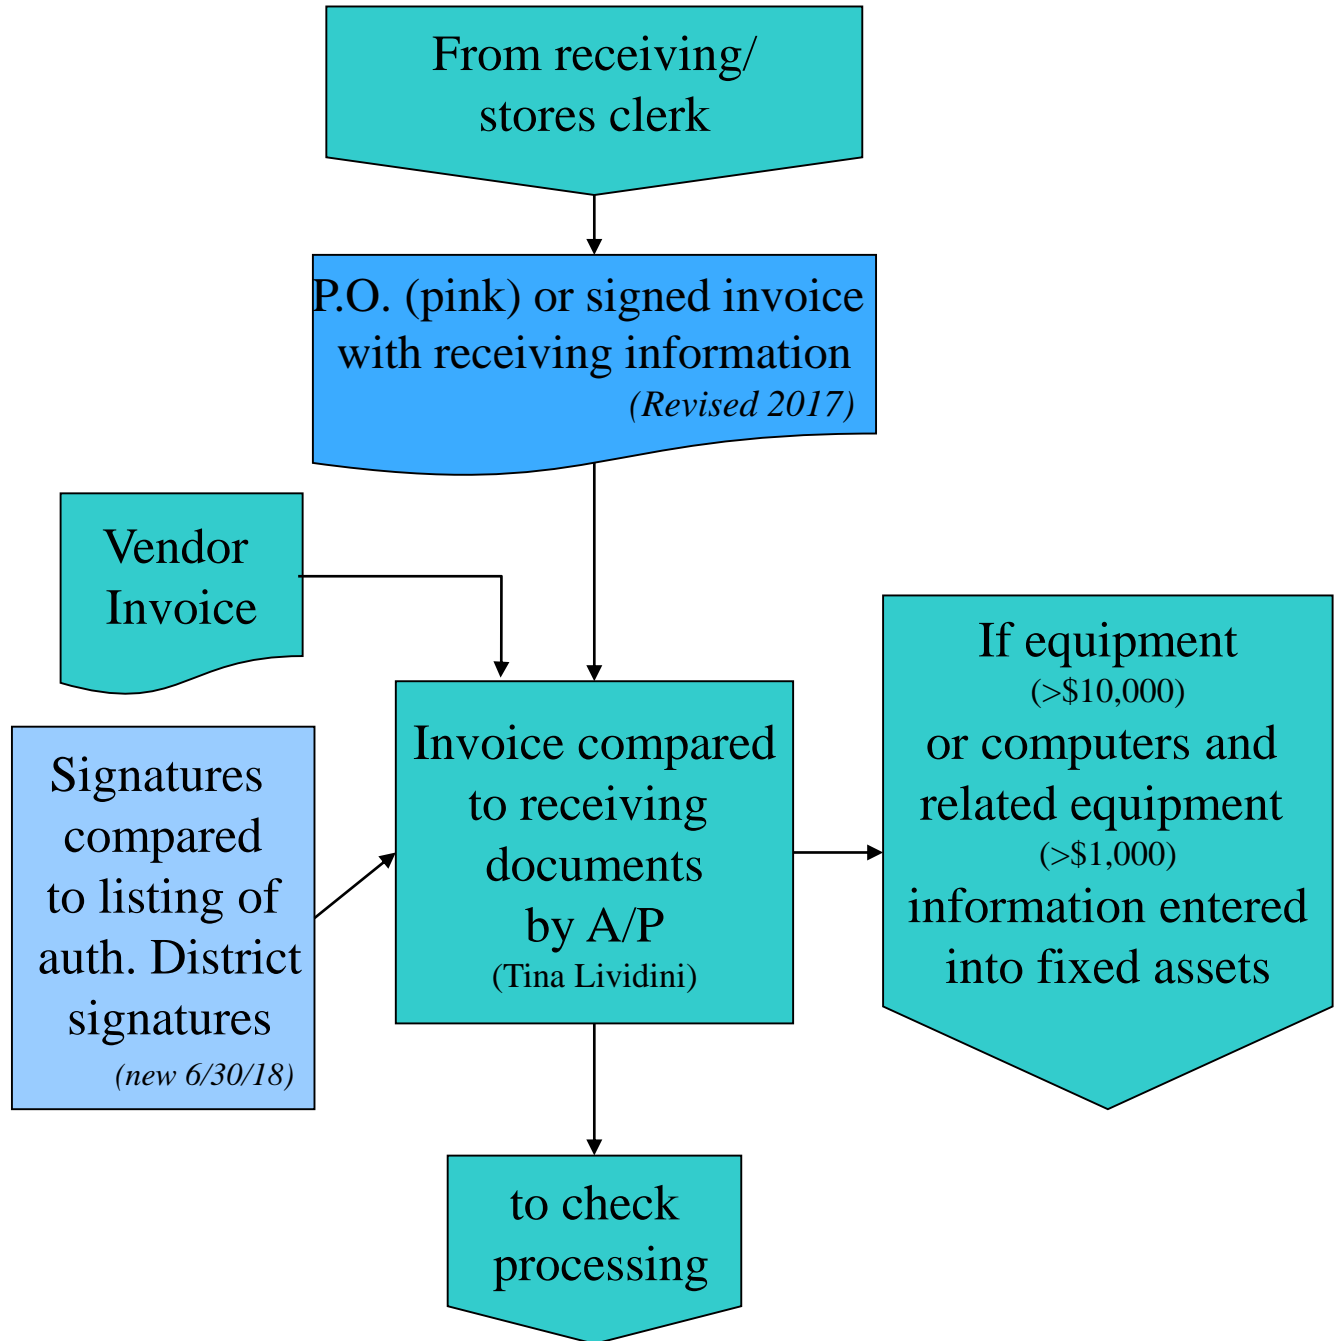 From receiving/
stores clerk
P.O. (pink) or signed invoice
with receiving information
(Revised 2017)
Vendor
Invoice
Signatures
compared
to listing of
auth. District
signatures
(new 6/30/18)
Invoice compared
to receiving
documents
by A/P
(Tina Lividini)
If equipment
(>$10,000)
or computers and
related equipment
(>$1,000)
information entered
into fixed assets
to check
processing